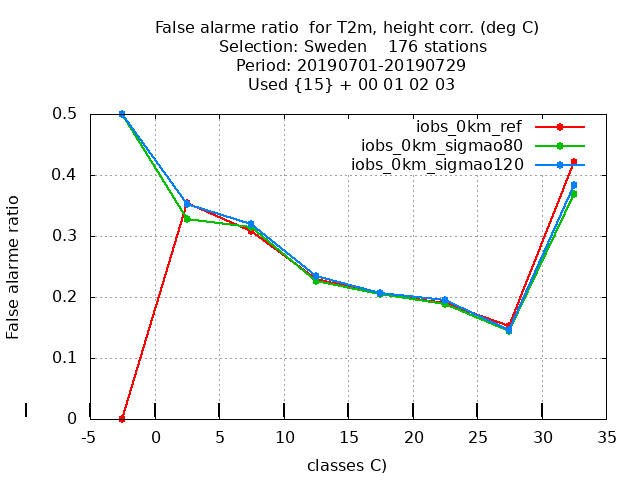 False alarme ratio  for T2m, height corr. (deg C)
Selection: Sweden    176 stations
Period: 20190701-20190729
Used {15} + 00 01 02 03
iobs_0km_ref
iobs_0km_sigmao80
iobs_0km_sigmao120
False alarme ratio
0.5
0.4
0.3
0.2
0.1
0
-5 0 5 10 15 20 25 30 35
classes C)